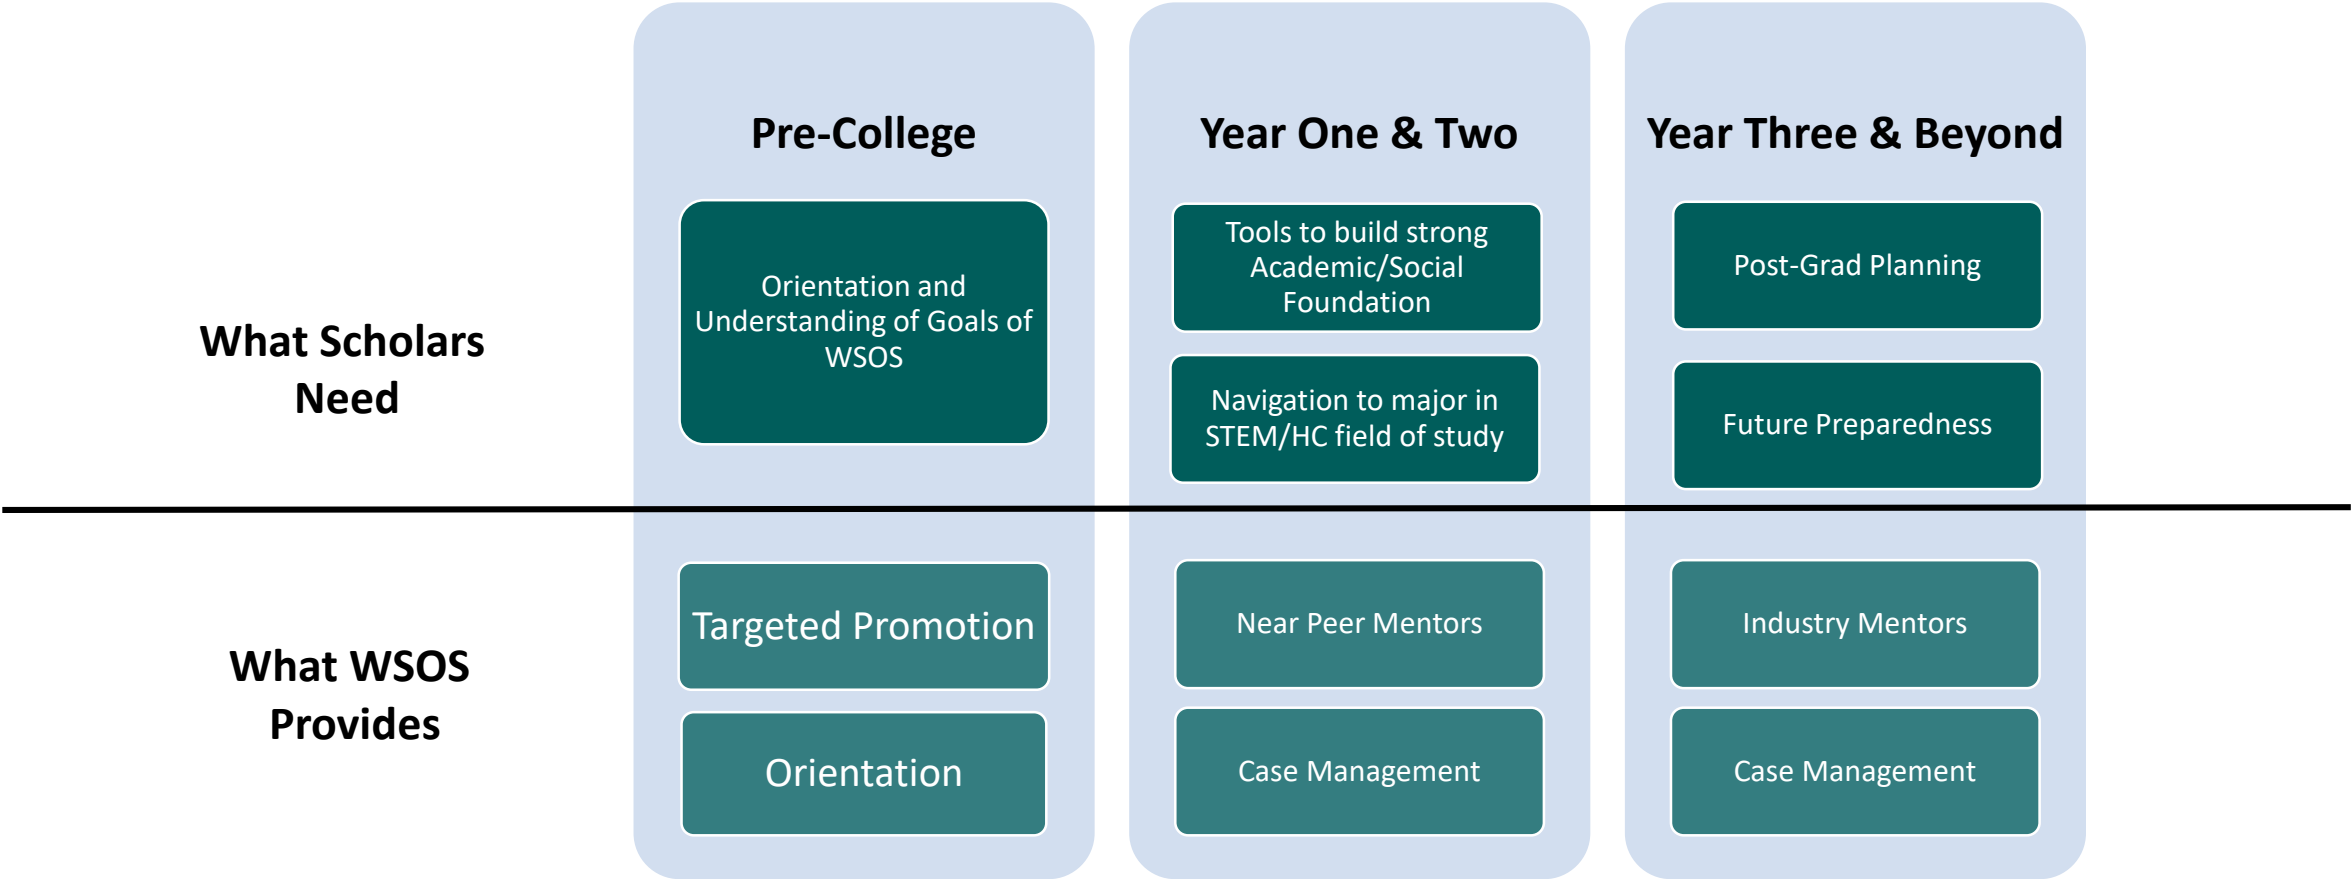 Pre-College
Year One & Two
Year Three & Beyond
What Scholars
Need
Orientation and
Understanding of Goals of
WSOS
Tools to build strong
Academic/Social
Foundation
Navigation to major in
STEM/HC field of study
Post-Grad Planning
Future Preparedness
What WSOS
Provides
Targeted Promotion
Orientation
Near Peer Mentors
Case Management
Industry Mentors
Case Management